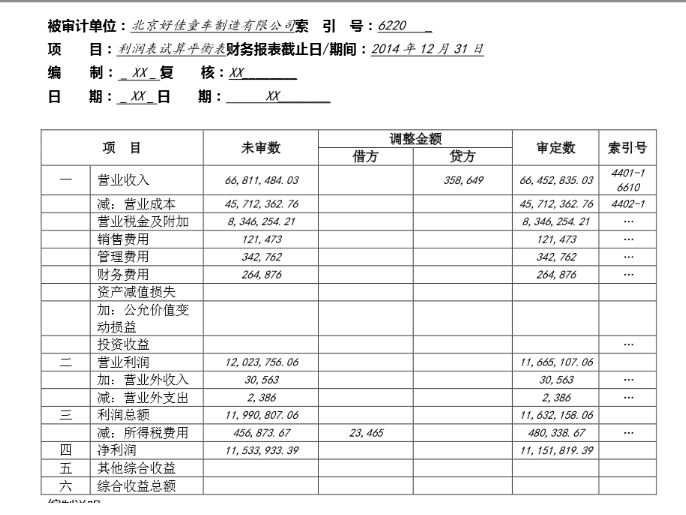 被审计单位：北京好佳童车制造有限公司索 引 号：6220
项 目：利润表试算平衡表财务报表截止日/期间：2014 年 12 月 31 日
编 制：_ XX _ 复 核：XX
日 期：_ XX _ 日 期： XX
项 目 未审数 调整金额 审定数 索引号
借方 贷方
一 营业收入 66,811,484.03 358,649 66,452,835.03 4401-1 6610
减：营业成本 45,712,362.76 45,712,362.76 4402-1
营业税金及附加 8,346,254.21 8,346,254.21 …
销售费用 121,473 121,473 …
管理费用 342,762 342,762 …
财务费用 264,876 264,876 …
资产减值损失
加：公允价值变
动损益
投资收益 …
二 营业利润 12,023,756.06 11,665,107.06
加：营业外收入 30,563 30,563 …
减：营业外支出 2,386 2,386 …
三 利润总额 11,990,807.06 11,632,158.06
减：所得税费用 456,873.67 23,465 480,338.67 …
四 净利润 11,533,933.39 11,151,819.39
五 其他综合收益
六 综合收益总额